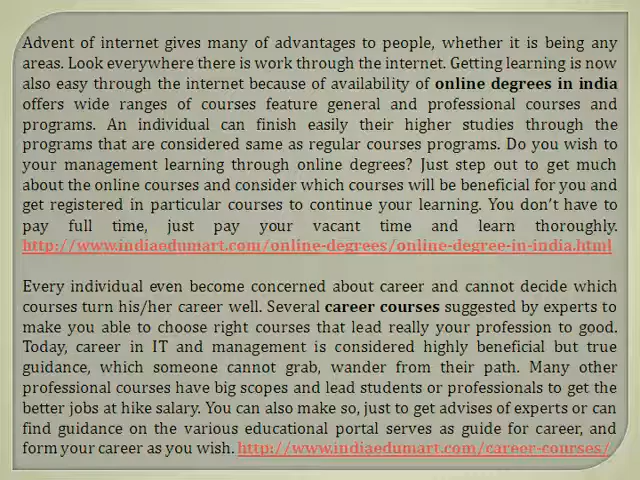 Advent of internet gives many of advantages to people, whether it is being any
areas. Look everywhere there is work through the internet. Getting learning is now
also easy through the internet because of availability of online degrees in india
offers wide ranges of courses feature general and professional courses and
programs. An individual can finish easily their higher studies through the
programs that are considered same as regular courses programs. Do you wish to
your management learning through online degrees? Just step out to get much
about the online courses and consider which courses will be beneficial for you and
get registered in particular courses to continue your learning. You don’t have to
pay full time, just pay your vacant time and learn thoroughly.
http://www.indiaedumart.com/online-degrees/online-degree-in-india.html
Every individual even become concerned about career and cannot decide which
courses turn his/her career well. Several career courses suggested by experts to
make you able to choose right courses that lead really your profession to good.
Today, career in IT and management is considered highly beneficial but true
guidance, which someone cannot grab, wander from their path. Many other
professional courses have big scopes and lead students or professionals to get the
better jobs at hike salary. You can also make so, just to get advises of experts or can
find guidance on the various educational portal serves as guide for career, and
form your career as you wish. http://www.indiaedumart.com/career-courses/